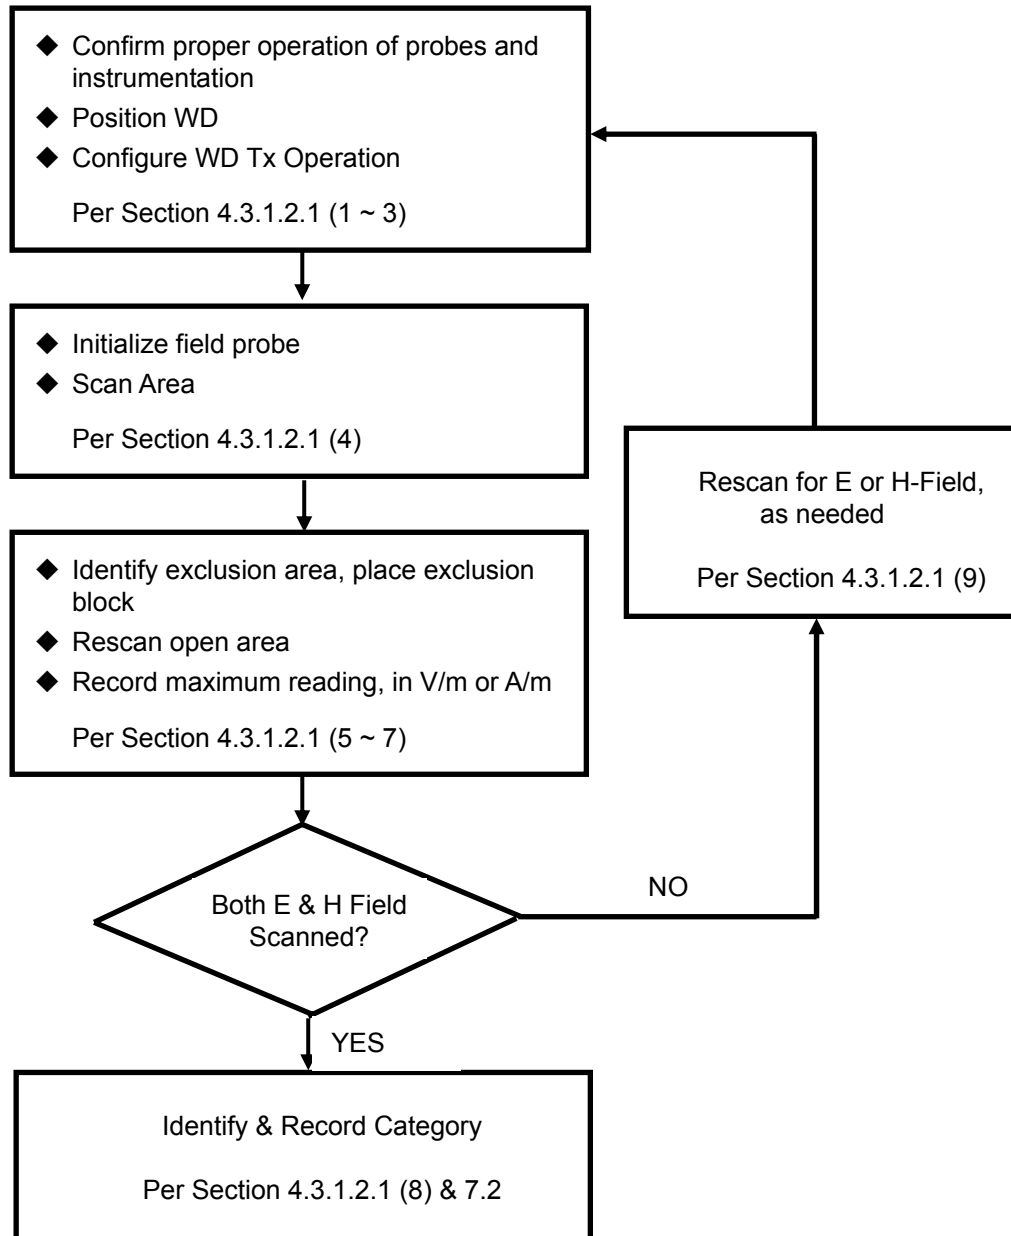 ◆ Confirm proper operation of probes and
instrumentation
◆ Position WD
◆ Configure WD Tx Operation
Per Section 4.3.1.2.1 (1 ~ 3)
◆ Initialize field probe
◆ Scan Area
Per Section 4.3.1.2.1 (4)
Rescan for E or H-Field,
as needed
Per Section 4.3.1.2.1 (9)
◆ Identify exclusion area, place exclusion
block
◆ Rescan open area
◆ Record maximum reading, in V/m or A/m
Per Section 4.3.1.2.1 (5 ~ 7)
Both E & H Field
Scanned?
NO
YES
Identify & Record Category
Per Section 4.3.1.2.1 (8) & 7.2